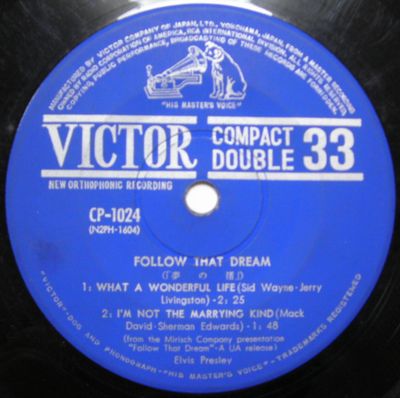 MANUFACTURED BY VICTOR COMPANY OF JAPAN, LTD., YOKOHAMA, JAPAN, FROM A MASTER RECORDING
OWNED BY RADIO CORPORATION OF AMERICA, RCA INTERNATIONAL DIVISION. ALL RIGHTS RESERVED
COPYING, PUBLIC PERFORMANCE, BROADCASTING OF THESE RECORDS ARE FORBIDDEN.
"HIS MASTER'S VOICE"
VICTOR COMPACT DOUBLE 33
NEW ORTHOPHONIC RECORDING
CP-1024
(N2PH-1604)
FOLLOW THAT DREAM
(「夢 の 渚」)
1: WHAT A WONDERFUL LIFE (Sid Wayne-Jerry
Livingston)-2: 25
2: I'M NOT THE MARRYING KIND (Mack
David-Sherman Edwards)-1: 48
(from the Mirisch Company presentation
"Follow That Dream"-A UA release)
Elvis Presley
"VICTOR"-DOG AND PHONOGRAPH-"HIS MASTER'S VOICE"-TRADEMARKS REGISTERED